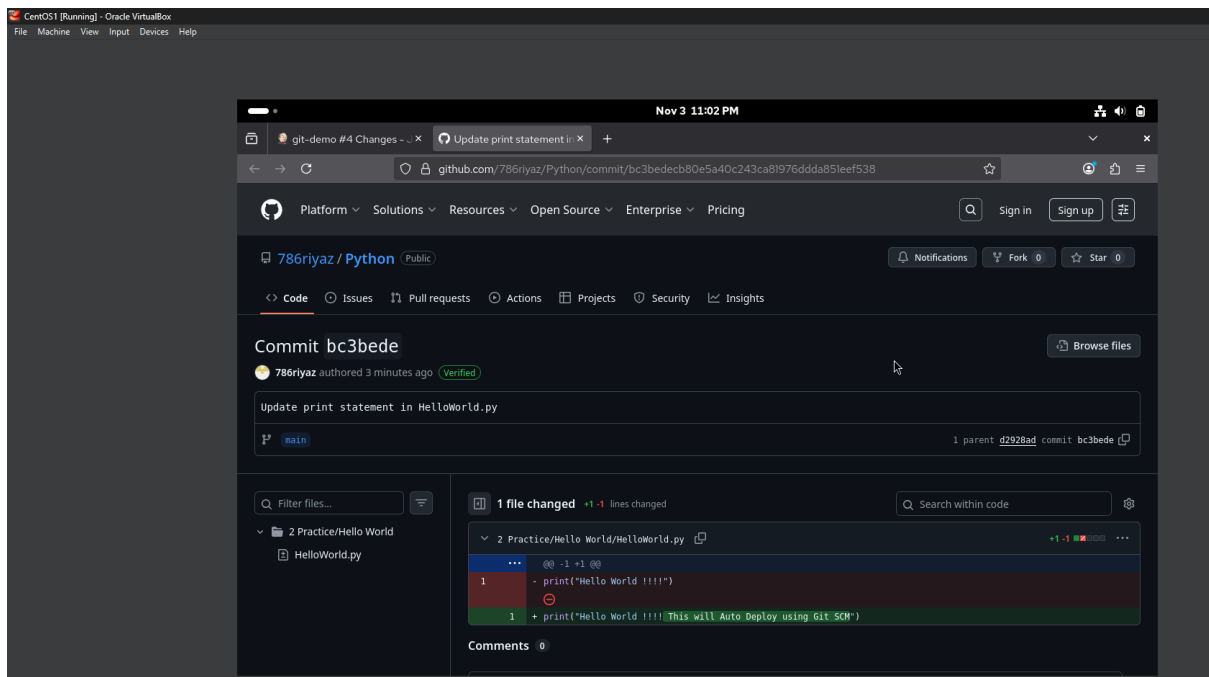 CentOS1 [Running] - Oracle VirtualBox
File Machine View Input Devices Help
Nov 3 11:02 PM
git-demo #4 Changes - J
Update print statement in
github.com/786riyaz/Python/commit/bc3bedecb80e5a40c243ca81976ddda851eef538
Platform Solutions Resources Open Source Enterprise Pricing Sign in Sign up
786riyaz / Python Public Notifications Fork 0 Star 0
Code Issues Pull requests Actions Projects Security Insights
Commit bc3bede Browse files
786riyaz authored 3 minutes ago Verified
Update print statement in HelloWorld.py
main 1 parent d2928ad commit bc3bede
Filter files... 1 file changed +1 -1 lines changed Search within code
2 Practice/Hello World
HelloWorld.py
2 Practice/Hello World/HelloWorld.py +1 -1
@@ -1 +1 @@
1 - print("Hello World !!!!")
1 + print("Hello World !!!! This will Auto Deploy using Git SCM")
Comments 0